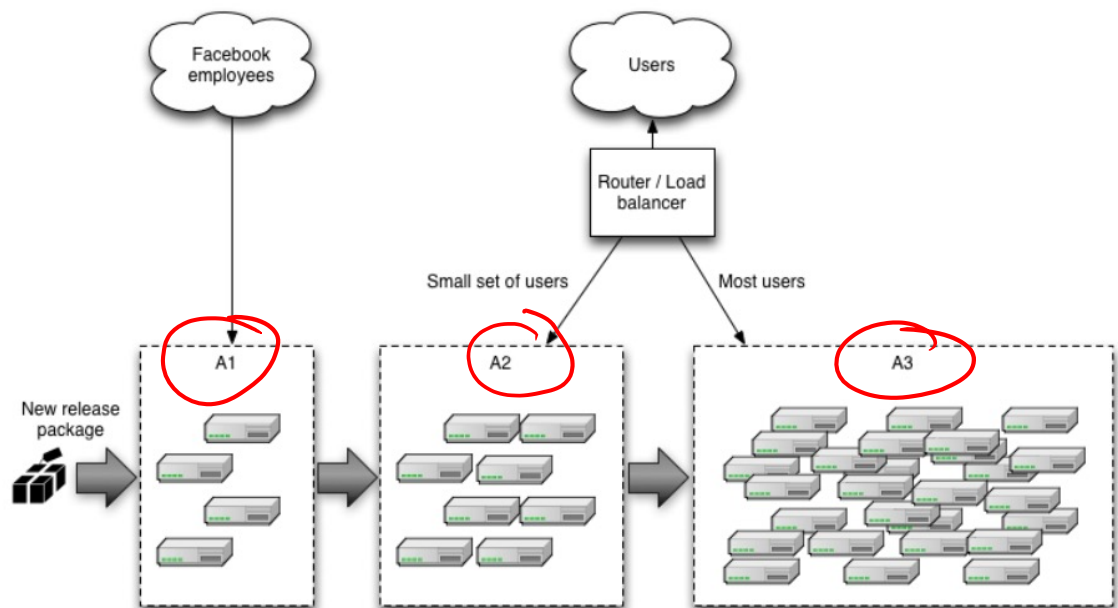 Facebook
employees
Users
Router / Load
balancer
Small set of users
Most users
A1
A2
A3
New release
package